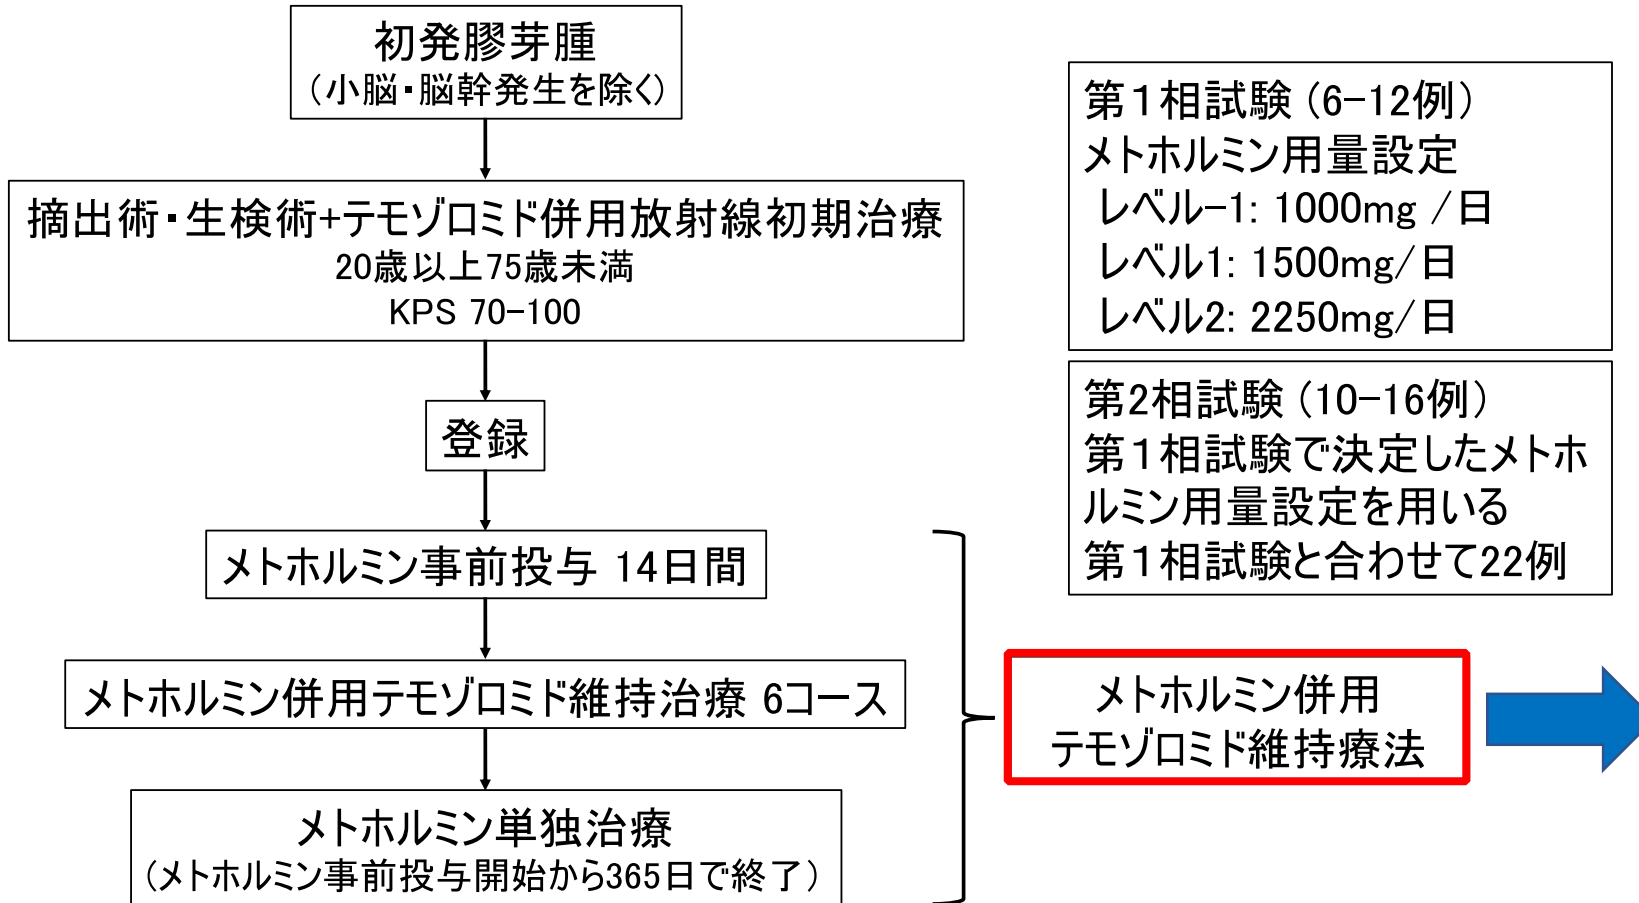 初発膠芽腫
（小脳・脳幹発生を除く）
摘出術・生検術+テモゾロミド併用放射線初期治療
20歳以上75歳未満
KPS 70-100
登録
メトホルミン事前投与 14日間
メトホルミン併用テモゾロミド維持治療 6コース
メトホルミン単独治療
（メトホルミン事前投与開始から365日で終了）
第１相試験（6-12例）
メトホルミン用量設定
レベル-1: 1000mg /日
レベル1: 1500mg/日
レベル2: 2250mg/日
第2相試験（10-16例）
第１相試験で決定したメトホ
ルミン用量設定を用いる
第１相試験と合わせて22例
メトホルミン併用
テモゾロミド維持療法